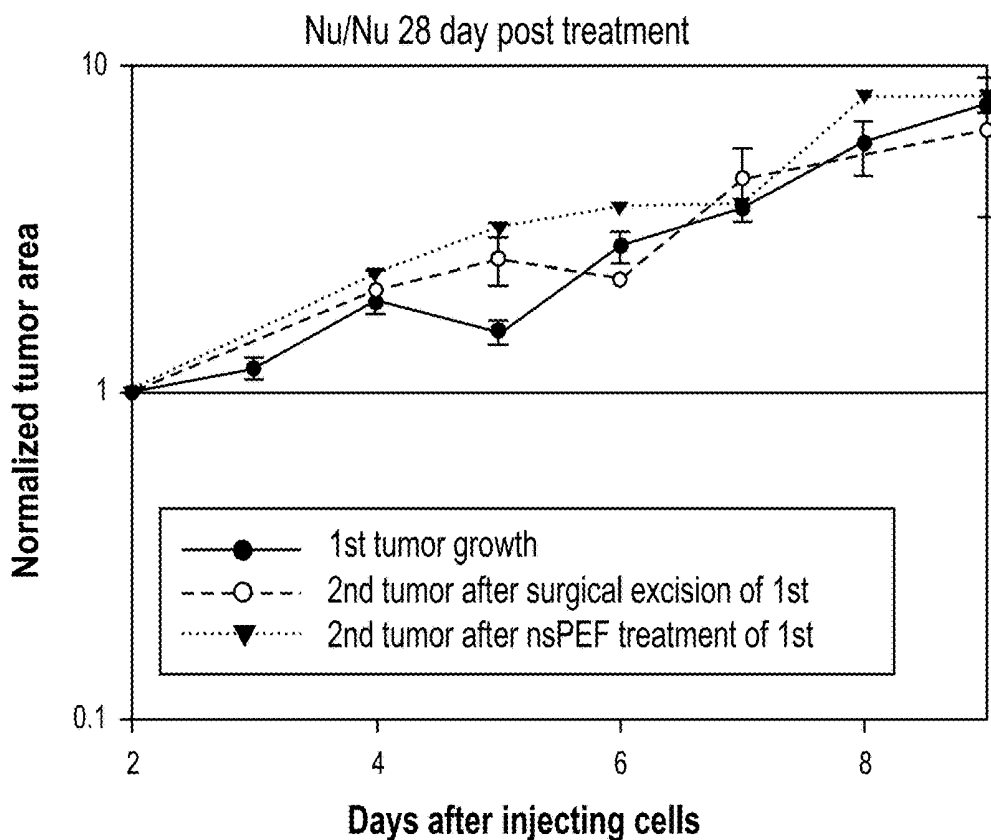 Nu/Nu 28 day post treatment
10
1
0.1
Normalized tumor area
1st tumor growth
2nd tumor after surgical excision of 1st
2nd tumor after nsPEF treatment of 1st
2 4 6 8
Days after injecting cells